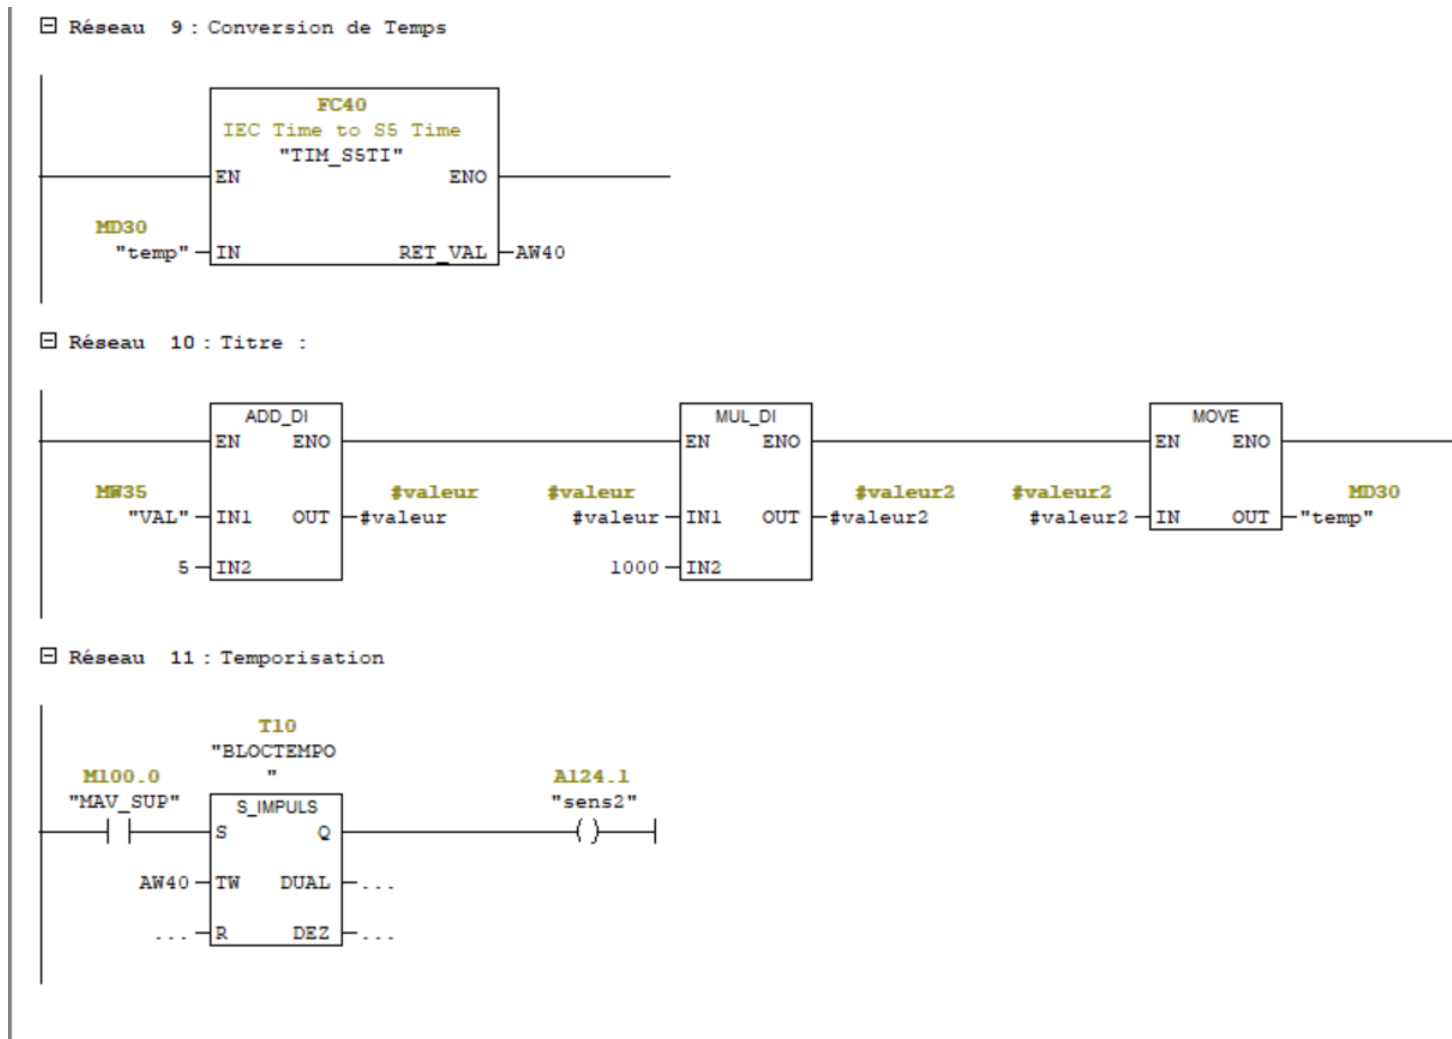 Réseau 9 : Conversion de Temps
FC40
IEC Time to S5 Time
"TIM_S5TI"
EN ENO
MD30
"temp" IN RET_VAL AW40
Réseau 10 : Titre :
ADD_DI MUL_DI MOVE
EN ENO EN ENO EN ENO
MW35 #valeur #valeur #valeur2 #valeur2 MD30
"VAL" IN1 OUT #valeur #valeur IN1 OUT #valeur2 #valeur2 IN OUT "temp"
5 IN2 1000 IN2
Réseau 11 : Temporisation
T10
"BLOCTEMPO
M100.0 " A124.1
"MAV_SUP" S_IMPULS "sens2"
S Q ( )
AW40 TW DUAL ...
... R DEZ ...